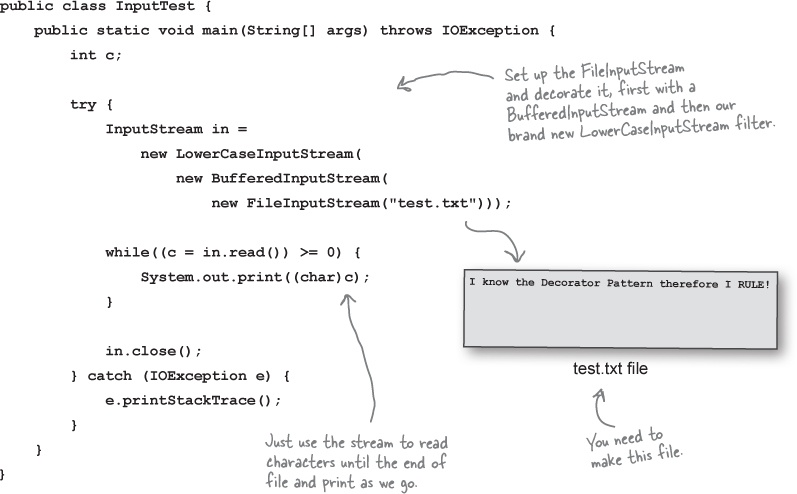 public class InputTest {
public static void main(String[] args) throws IOException {
int c;
try {
InputStream in =
new LowerCaseInputStream(
new BufferedInputStream(
new FileInputStream("test.txt")));
while((c = in.read()) >= 0) {
System.out.print((char)c);
}
in.close();
} catch (IOException e) {
e.printStackTrace();
}
}
}
Set up the FileInputStream
and decorate it, first with a
BufferedInputStream and then our
brand new LowerCaseInputStream filter.
I know the Decorator Pattern therefore I RULE!
test.txt file
You need to
make this file.
Just use the stream to read
characters until the end of
file and print as we go.